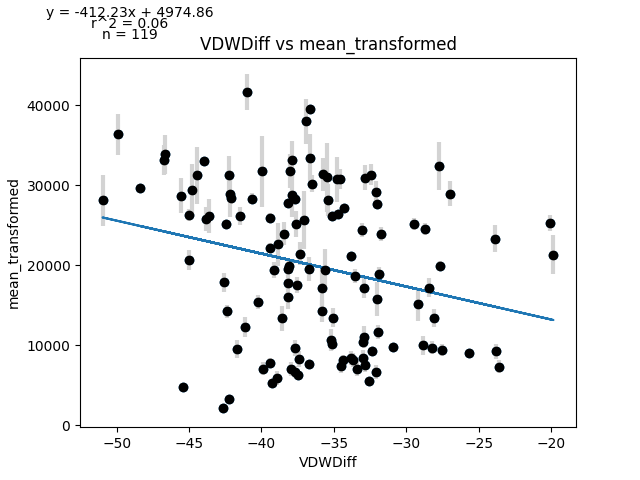 y = -412.23x + 4974.86
r^2 = 0.06
n = 119
VDWDiff vs mean_transformed
mean_transformed
40000
30000
20000
10000
0
−50
−45
−40
−35
−30
−25
−20
VDWDiff